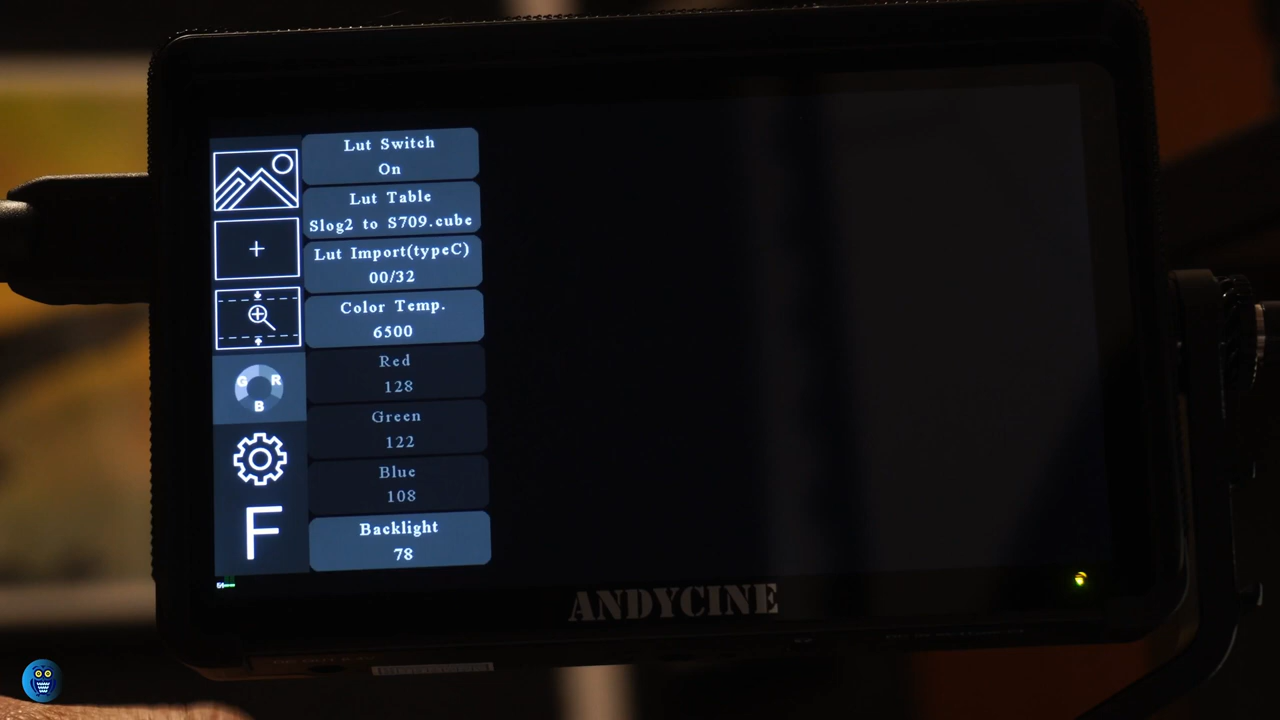 Lut Switch
On
Lut Table
Slog2 to S709.cube
Lut Import(typeC)
00/32
Color Temp.
6500
Red
128
G R
B
Green
122
Blue
108
F
Backlight
78
ANDYCINE